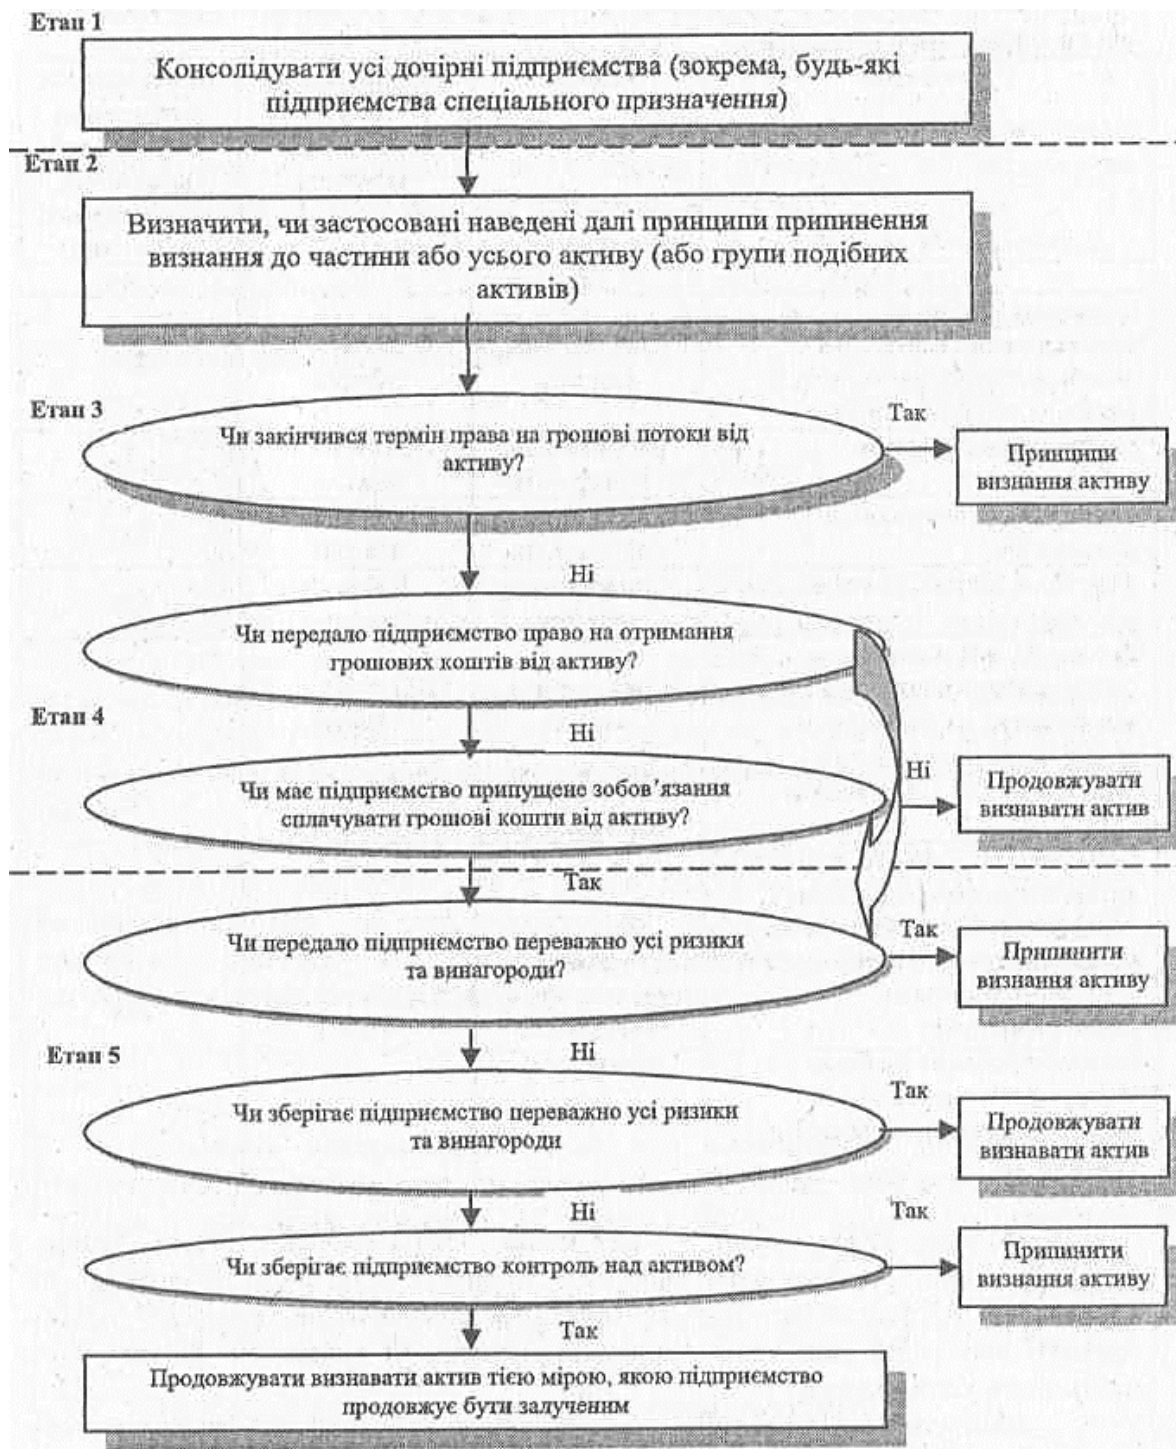 Етап 1
Консолідувати усі дочірні підприємства (зокрема, будь-які
підприємства спеціального призначення)
Етап 2
Визначити, чи застосовані наведені далі принципи припинення
визнання до частини або усього активу (або групи подібних
активів)
Етап 3
Чи закінчився термін права на грошові потоки від
активу?
Так
Принципи
визнання активу
Ні
Чи передало підприємство право на отримання
грошових коштів від активу?
Етап 4
Ні
Чи має підприємство припущене зобов’язання
сплачувати грошові кошти від активу?
Ні
Продовжувати
визнавати актив
Так
Чи передало підприємство переважно усі ризики
та винагороди?
Так
Припинити
визнання активу
Етап 5
Ні
Чи зберігає підприємство переважно усі ризики
та винагороди
Так
Продовжувати
визнавати актив
Ні
Так
Чи зберігає підприємство контроль над активом?
Припинити
визнання активу
Так
Продовжувати визнавати актив тією мірою, якою підприємство
продовжує бути залученим